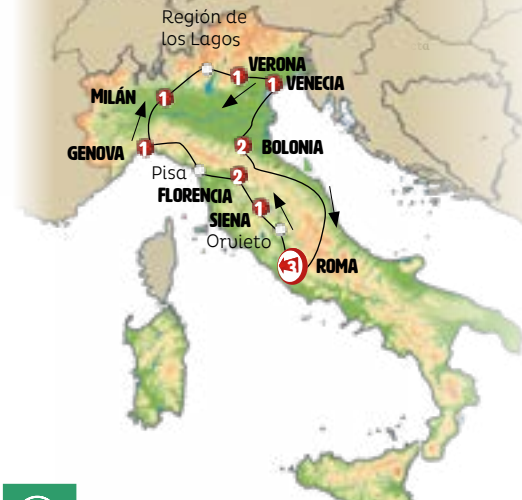 Región de
los Lagos
VERONA
1
1
VENECIA
MILÁN
1
GENOVA
1
2
BOLONIA
Pisa
2
FLORENCIA
1
SIENA
Orvieto
3
ROMA